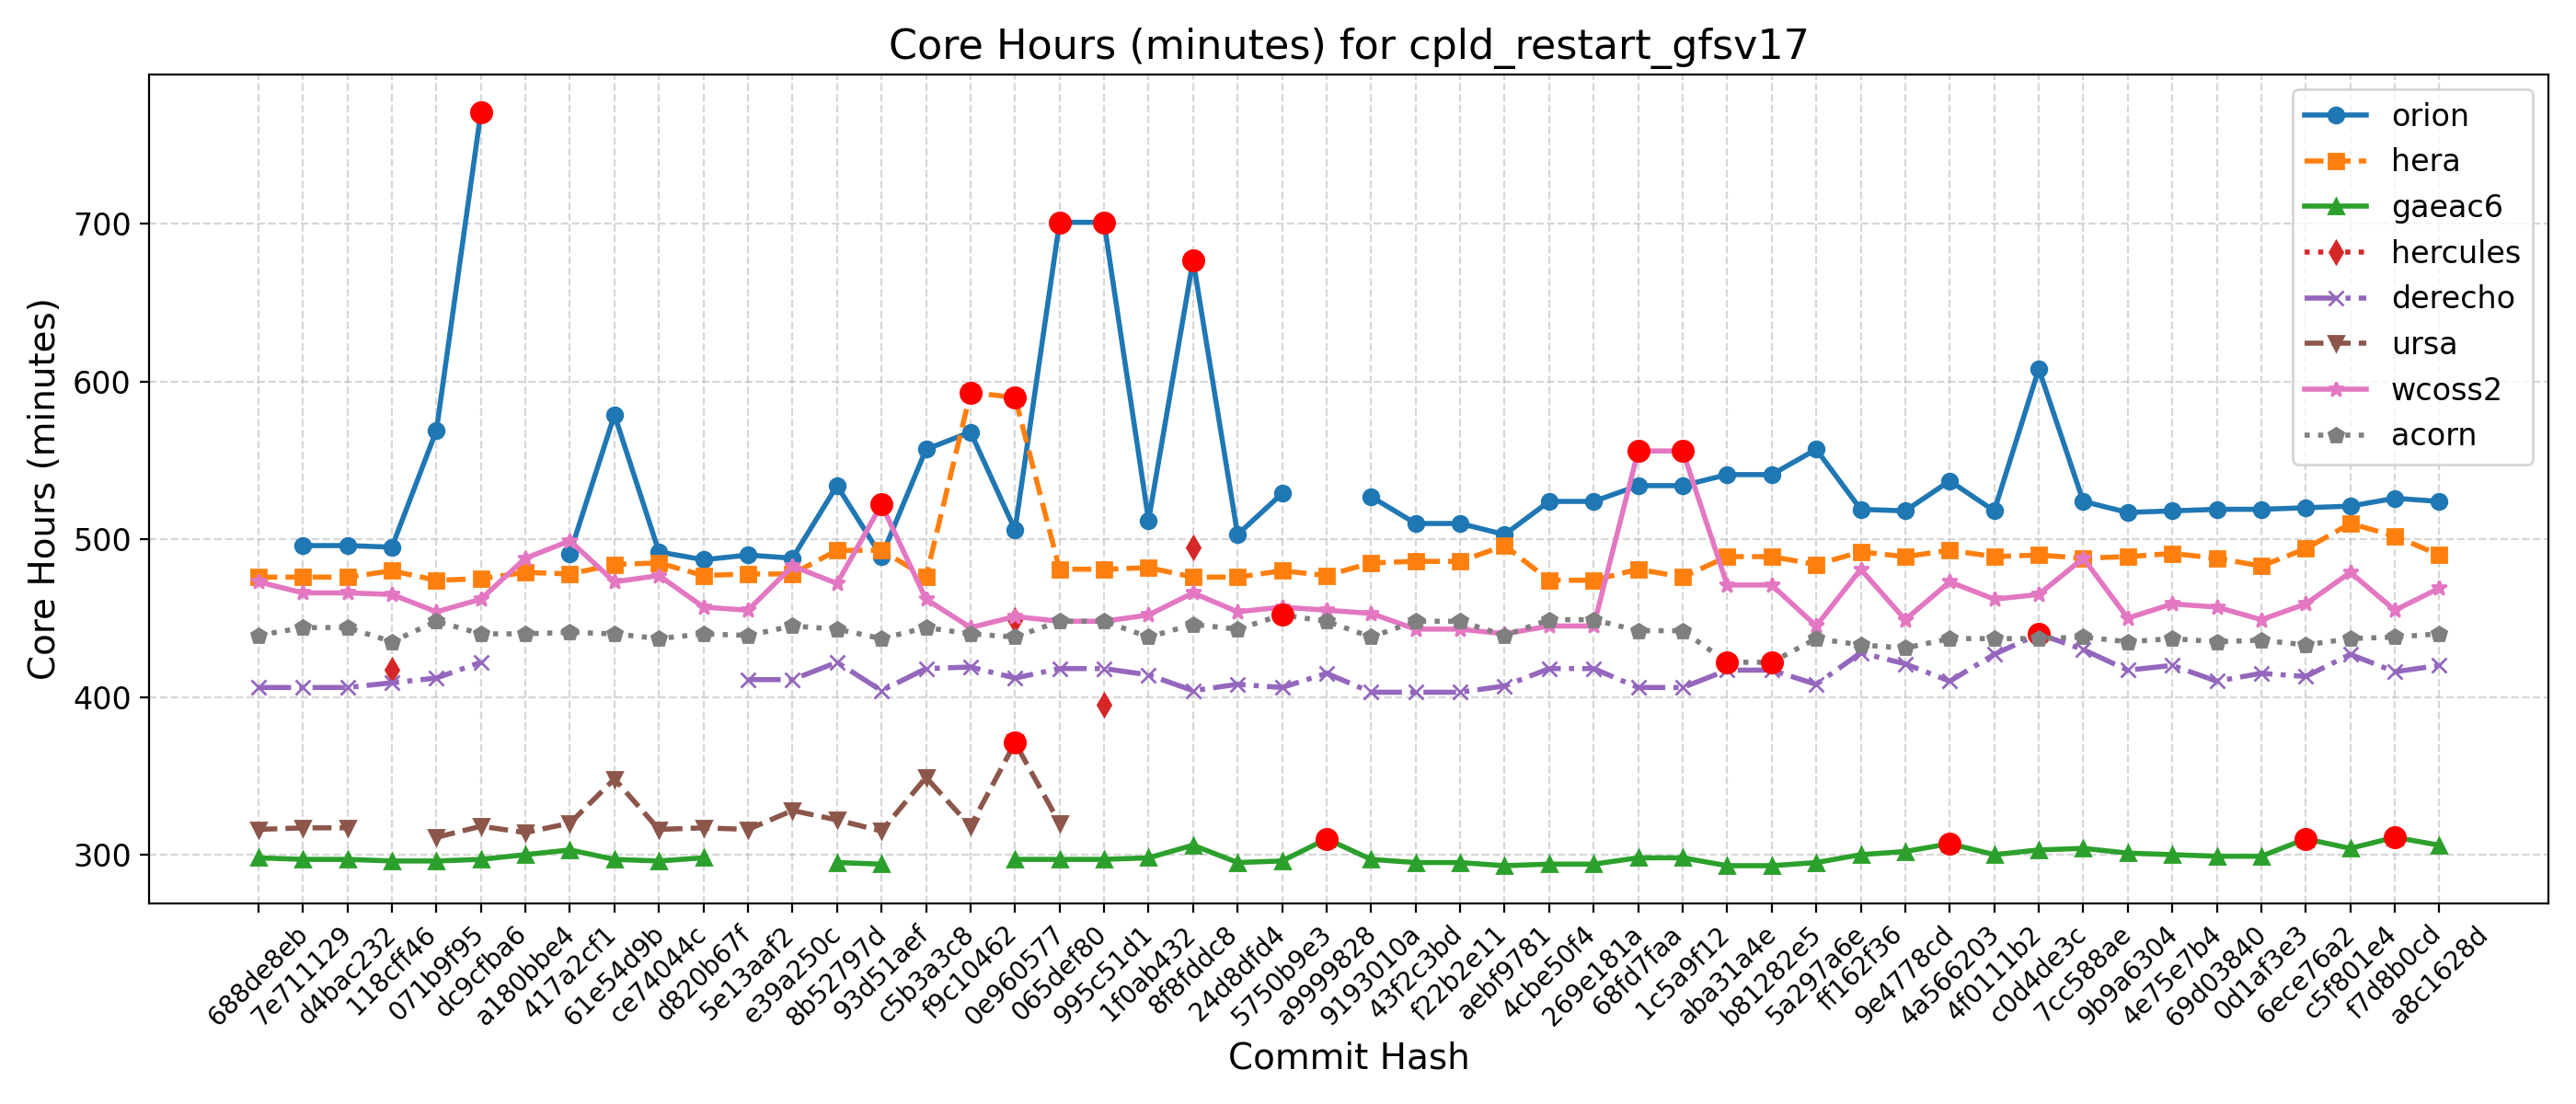 Core Hours (minutes) for cpld_restart_gfsv17
Core Hours (minutes)
700
600
500
400
300
orion
hera
gaeac6
hercules
derecho
ursa
wcoss2
acorn
688de8eb
7e711129
d4bac232
118cff46
071b9f95
dc9cfba6
a180bbe4
417a2cf1
61e54d9b
ce74044c
d820b67f
5e13aaf2
e39a250c
8b52797d
93d51aef
c5b3a3c8
f9c10462
0e960577
065def80
995c51d1
1f0ab432
8f8fddc8
24d8dfd4
5750b9e3
a9999828
9193010a
43f2c3bd
f22b2e11
aebf9781
4cbe50f4
269e181a
68fd7faa
1c5a9f12
aba31a4e
b81282e5
5a297a6e
ff162f36
9e4778cd
4a566203
4f0111b2
c0d4de3c
7cc588ae
9b9a6304
4e75e7b4
69d03840
0d1af3e3
6ece76a2
c5f801e4
f7d8b0cd
a8c1628d
Commit Hash